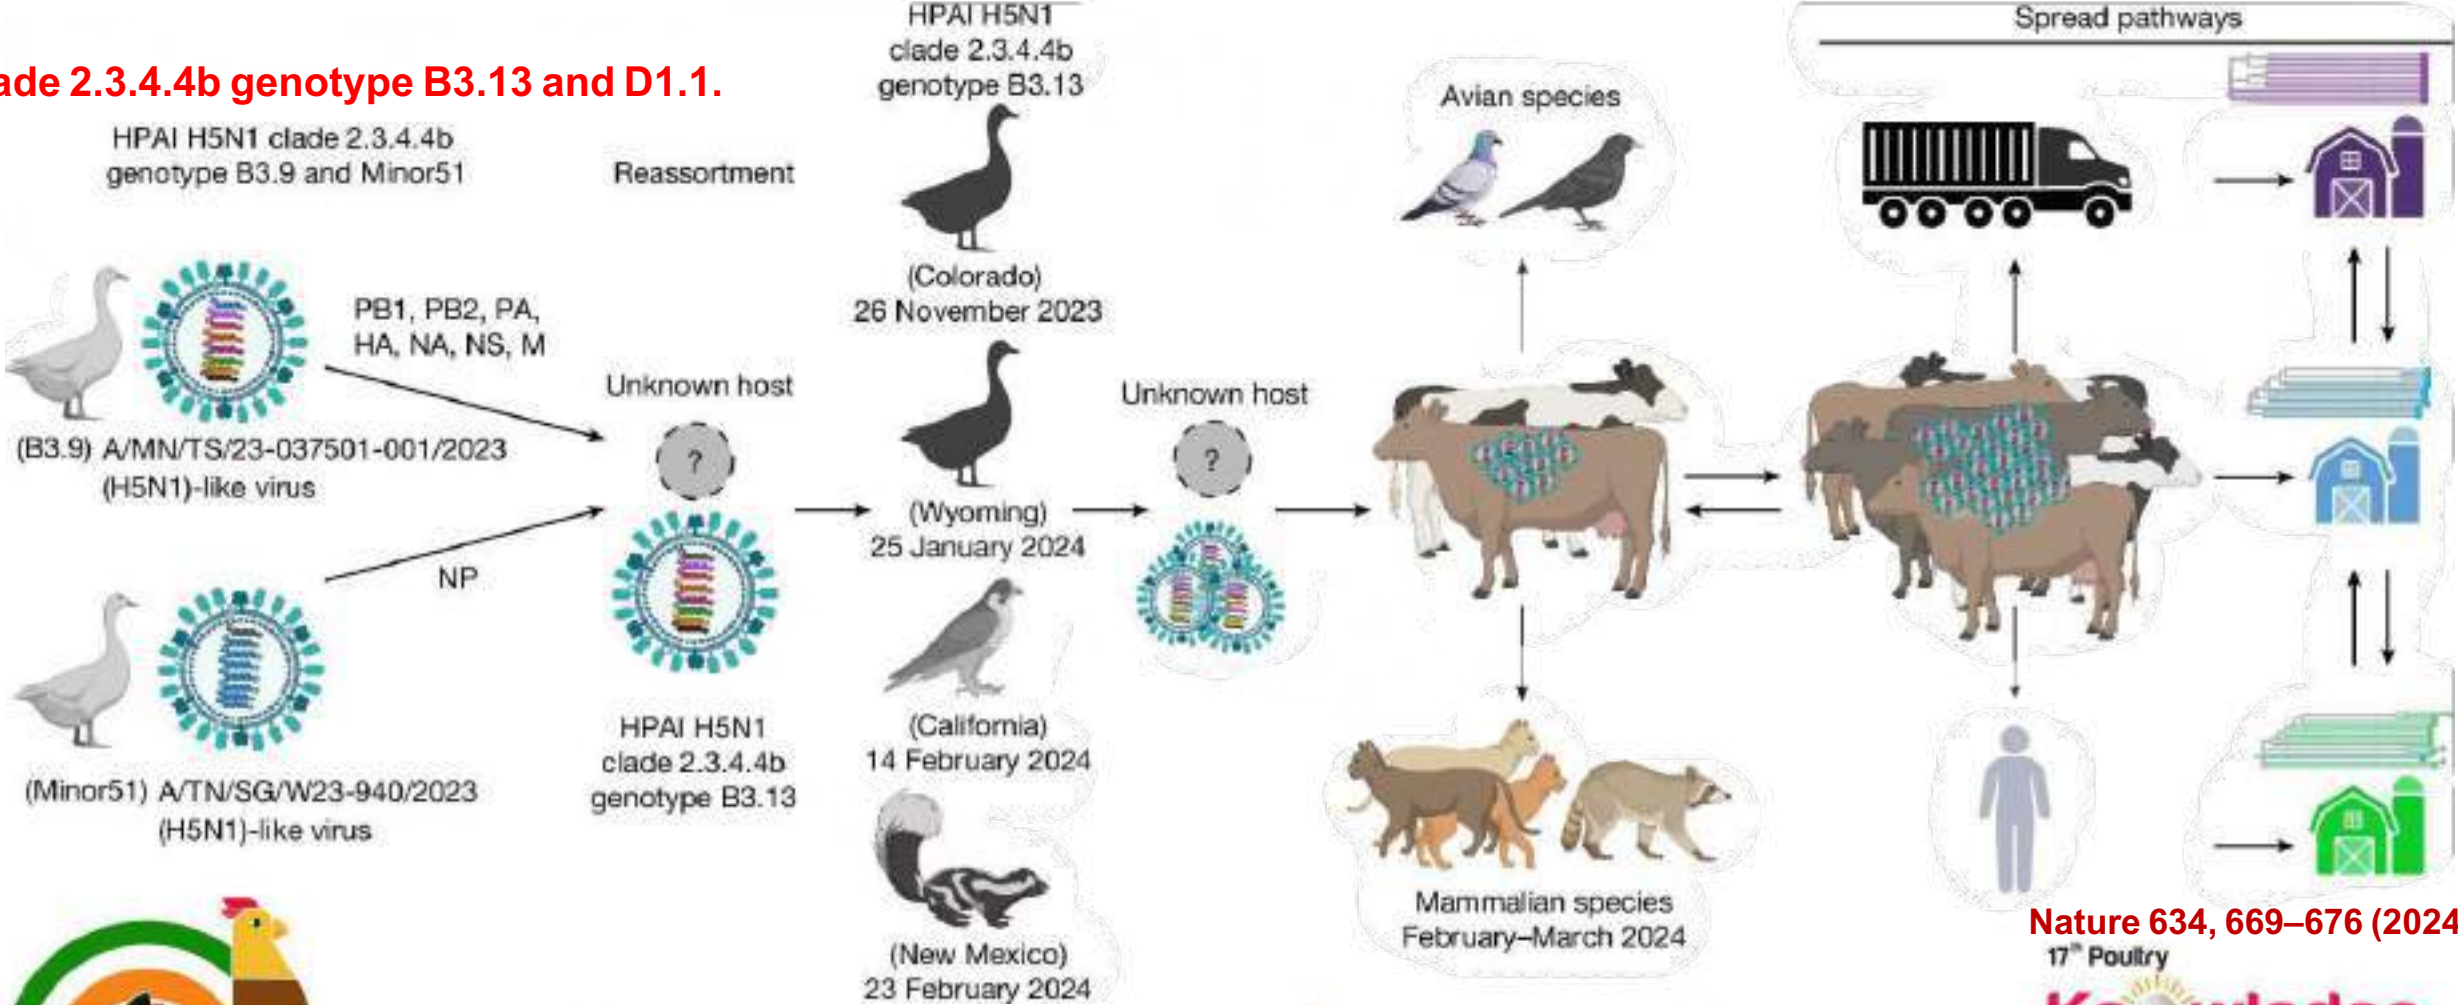 ade 2.3.4.4b genotype B3.13 and D1.1.
HPAI H5N1 clade 2.3.4.4b
genotype B3.9 and Minor51
Reassortment
HPAI H5N1
clade 2.3.4.4b
genotype B3.13
Avian species
Spread pathways
(Colorado)
26 November 2023
PB1, PB2, PA,
HA, NA, NS, M
Unknown host
?
Unknown host
?
(B3.9) A/MN/TS/23-037501-001/2023
(H5N1)-like virus
(Wyoming)
25 January 2024
NP
HPAI H5N1
clade 2.3.4.4b
genotype B3.13
(California)
14 February 2024
(Minor51) A/TN/SG/W23-940/2023
(H5N1)-like virus
Mammalian species
February–March 2024
(New Mexico)
23 February 2024
Nature 634, 669–676 (2024
17th Poultry